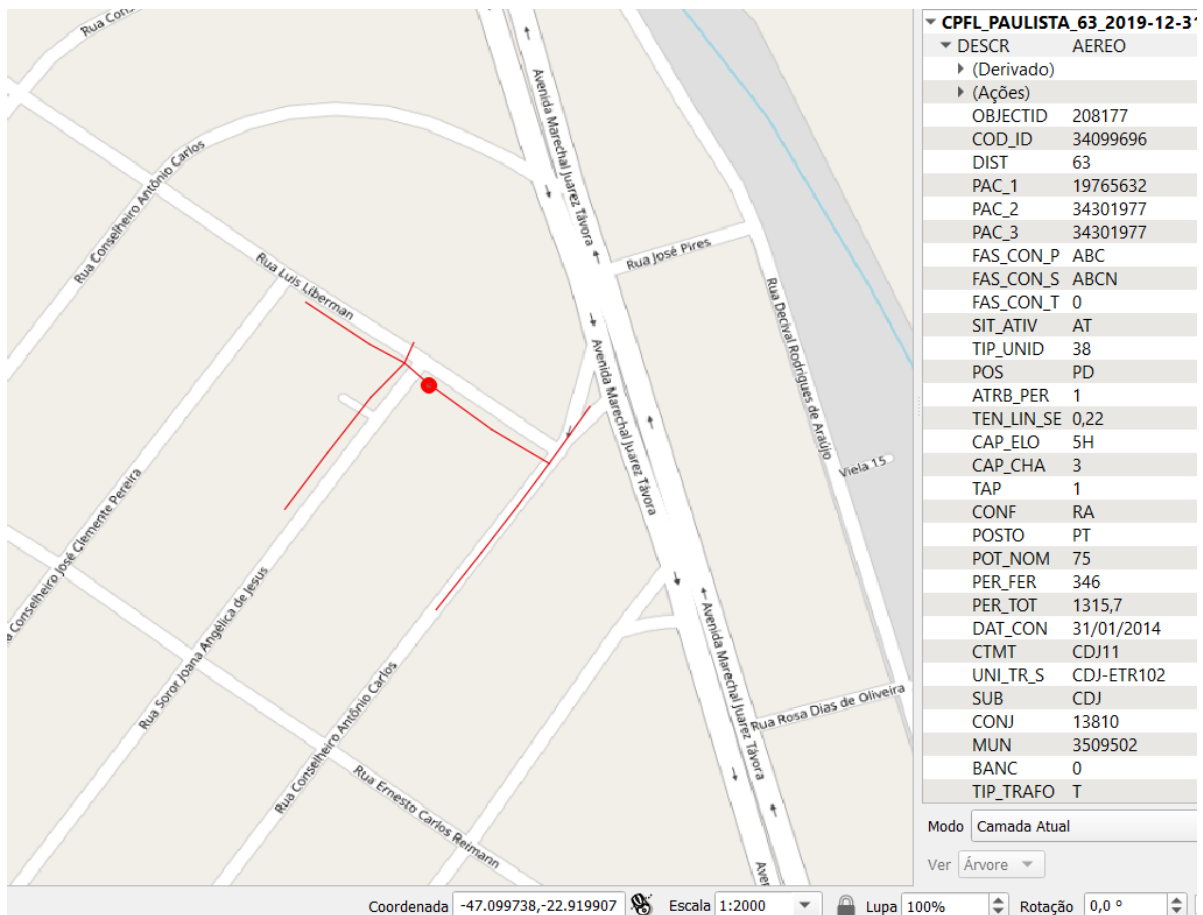 Rua Cons
Avenida Marechal Juarez Távora
Rua Conselheiro Antônio Carlos
Rua José Pires
Rua Luis Liberman
Rua Decival Rodrigues de Araújo
Avenida Marechal Juarez Távora
Viela 15
a Conselheiro José Clemente Pereira
Rua Soror Joana Angélica de Jesus
Avenida Marechal Juarez Távora
Rua Rosa Dias de Oliveira
Rua Conselheiro Antônio Carlos
Rua Ernesto Carlos Reimann
Ave
CPFL_PAULISTA_63_2019-12-31
DESCR AEREO
(Derivado)
(Ações)
OBJECTID 208177
COD_ID 34099696
DIST 63
PAC_1 19765632
PAC_2 34301977
PAC_3 34301977
FAS_CON_P ABC
FAS_CON_S ABCN
FAS_CON_T 0
SIT_ATIV AT
TIP_UNID 38
POS PD
ATRB_PER 1
TEN_LIN_SE 0,22
CAP_ELO 5H
CAP_CHA 3
TAP 1
CONF RA
POSTO PT
POT_NOM 75
PER_FER 346
PER_TOT 1315,7
DAT_CON 31/01/2014
CTMT CDJ11
UNI_TR_S CDJ-ETR102
SUB CDJ
CONJ 13810
MUN 3509502
BANC 0
TIP_TRAFO T
Modo Camada Atual
Ver Árvore
Coordenada -47.099738,-22.919907 Escala 1:2000 Lupa 100% Rotação 0,0 °